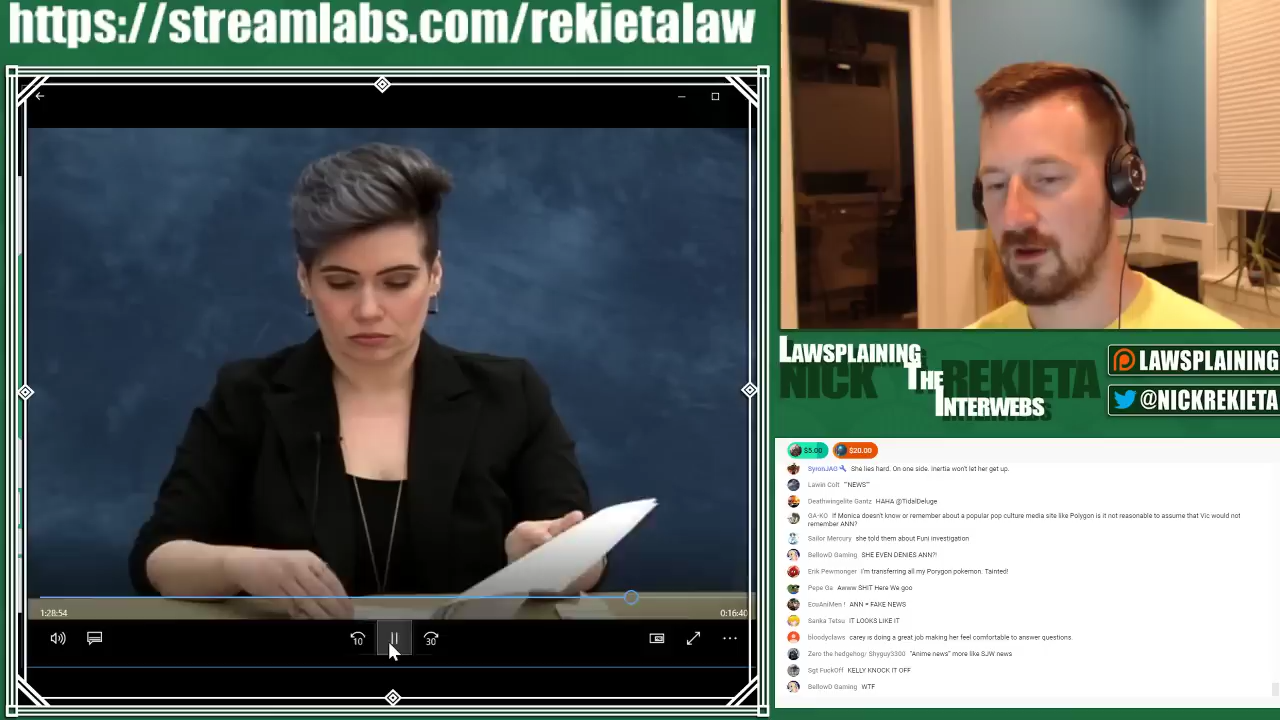 https://streamlabs.com/rekietalaw
1:28:54
0:16:40
10
30
LAWSPLAINING
THE
INTERWEBS
NICK REKIETA
LAWSPLAINING
@NICKREKIETA
$5.00
$20.00
SyronJAG She lies hard. On one side. Inertia won't let her get up.
Lawin Colt ""NEWS""
Deathwingelite Gantz HAHA @TidalDeluge
GA-KO If Monica doesn't know or remember about a popular pop culture media site like Polygon is it not reasonable to assume that Vic would not
remember ANN?
Sailor Mercury she told them about Funi investigation
BellowD Gaming SHE EVEN DENIES ANN?!
Erik Pewmonger I'm transferring all my Porygon pokemon. Tainted!
Pepe Ga Awww SHIT Here We goo
EcuAniMen ! ANN = FAKE NEWS
Sanka Tetsu IT LOOKS LIKE IT
bloodyclaws carey is doing a great job making her feel comfortable to answer questions.
Zero the hedgehog/ Shyguy3300 "Anime news" more like SJW news
Sgt FuckOff KELLY KNOCK IT OFF
BellowD Gaming WTF